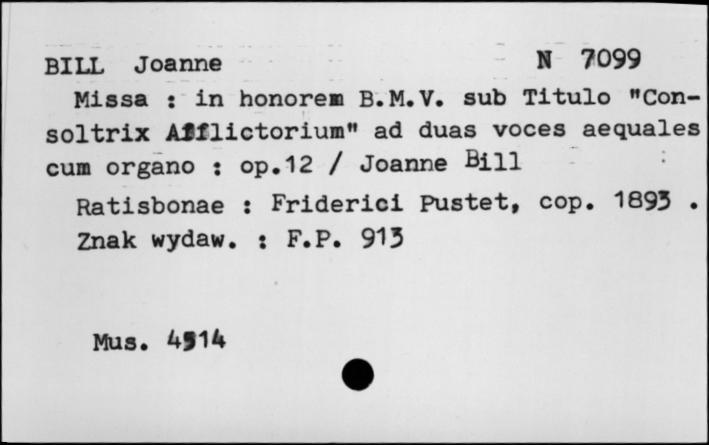 BILL Joanne N 7099
Missa : in honorem B.M.V. sub Titulo "Con-
soltrix Afflictorium" ad duas voces aequales
cum organo : op.12 / Joanne Bill
Ratisbonae : Friderici Pustet, cop. 1893 .
Znak wydaw. : F.P. 913
Mus. 4514